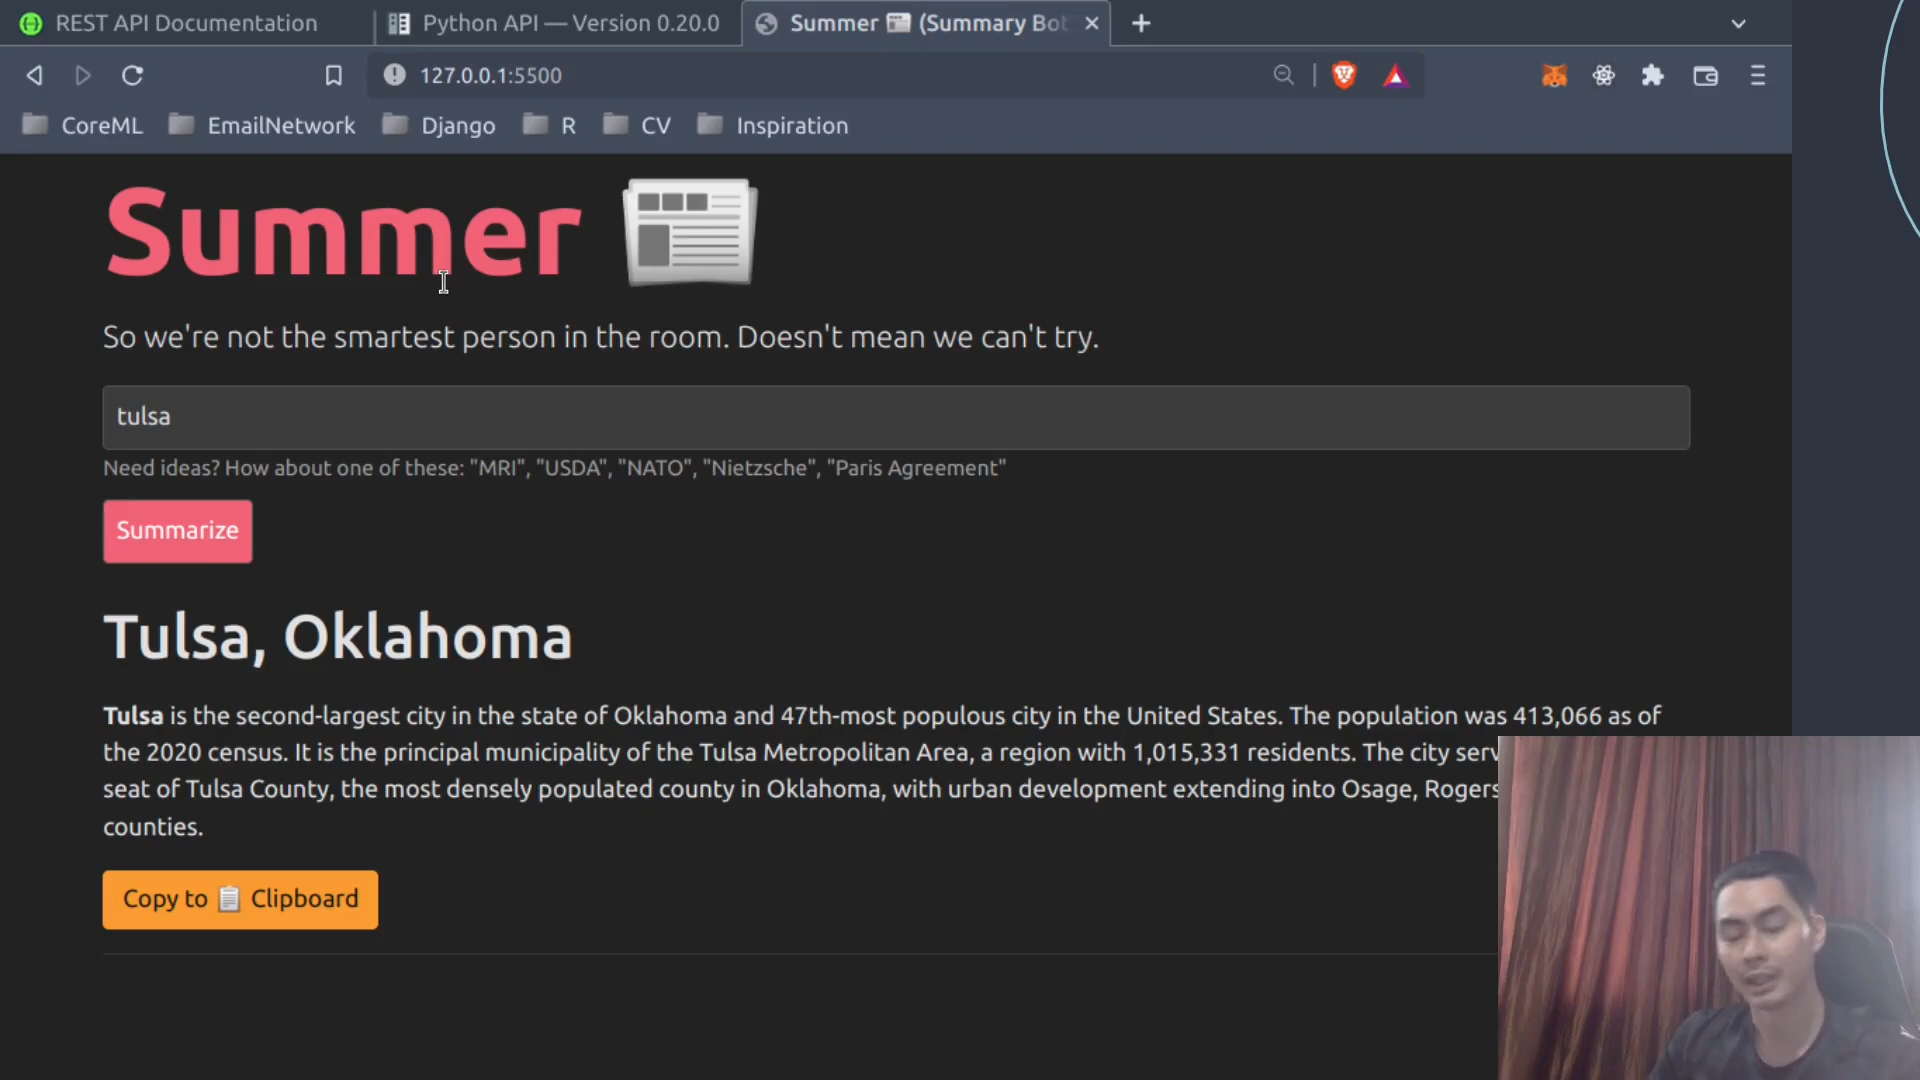 REST API Documentation
Python API — Version 0.20.0
Summer 📰 (Summary Bot
127.0.0.1:5500
CoreML
EmailNetwork
Django
R
CV
Inspiration
Summer
So we're not the smartest person in the room. Doesn't mean we can't try.
tulsa
Need ideas? How about one of these: "MRI", "USDA", "NATO", "Nietzsche", "Paris Agreement"
Summarize
Tulsa, Oklahoma
Tulsa is the second-largest city in the state of Oklahoma and 47th-most populous city in the United States. The population was 413,066 as of
the 2020 census. It is the principal municipality of the Tulsa Metropolitan Area, a region with 1,015,331 residents. The city serv
seat of Tulsa County, the most densely populated county in Oklahoma, with urban development extending into Osage, Rogers
counties.
Copy to 📋 Clipboard